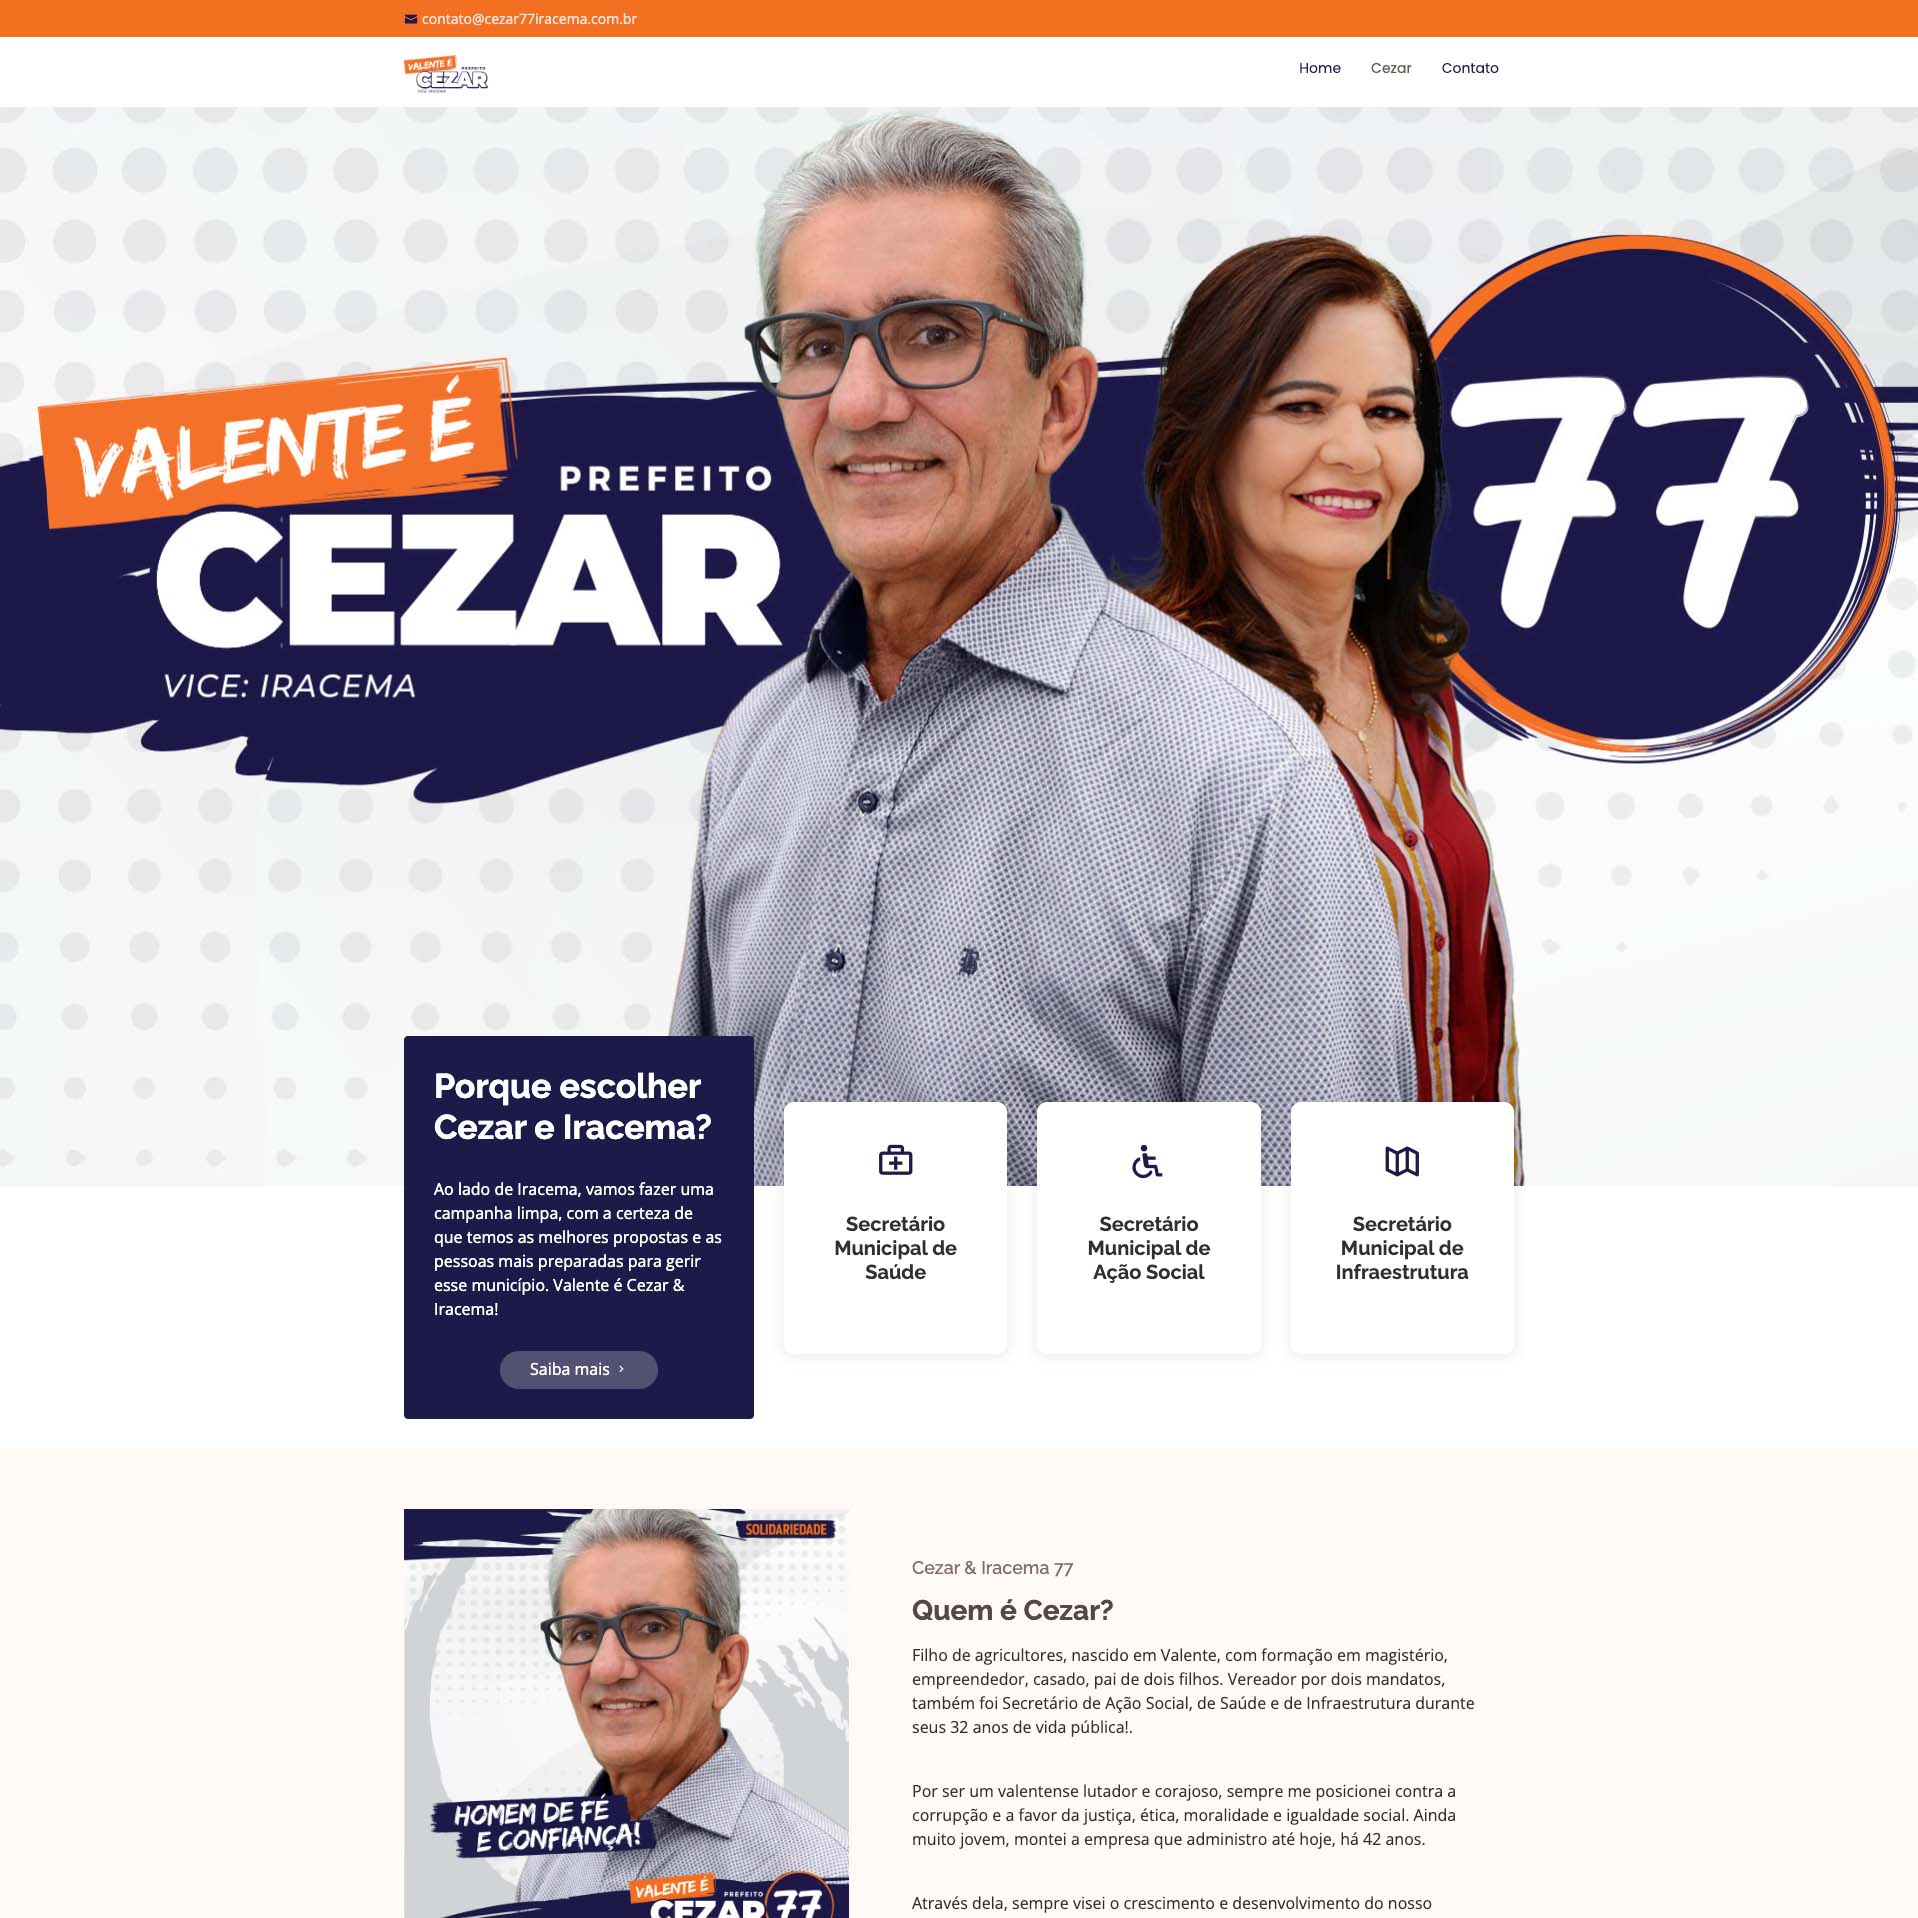 contato@cezar77iracema.com.br
VALENTE É
PREFEITO
CEZAR
VICE: IRACEMA
Home
Cezar
Contato
VALENTE É
PREFEITO
CEZAR
VICE: IRACEMA
77
Porque escolher
Cezar e Iracema?
Ao lado de Iracema, vamos fazer uma
campanha limpa, com a certeza de
que temos as melhores propostas e as
pessoas mais preparadas para gerir
esse município. Valente é Cezar &
Iracema!
Saiba mais
Secretário
Municipal de
Saúde
Secretário
Municipal de
Ação Social
Secretário
Municipal de
Infraestrutura
SOLIDARIEDADE
HOMEM DE FÉ
E CONFIANÇA!
VALENTE É
PREFEITO
CEZAR
77
Cezar & Iracema 77
Quem é Cezar?
Filho de agricultores, nascido em Valente, com formação em magistério,
empreendedor, casado, pai de dois filhos. Vereador por dois mandatos,
também foi Secretário de Ação Social, de Saúde e de Infraestrutura durante
seus 32 anos de vida pública!.
Por ser um valentense lutador e corajoso, sempre me posicionei contra a
corrupção e a favor da justiça, ética, moralidade e igualdade social. Ainda
muito jovem, montei a empresa que administro até hoje, há 42 anos.
Através dela, sempre visei o crescimento e desenvolvimento do nosso